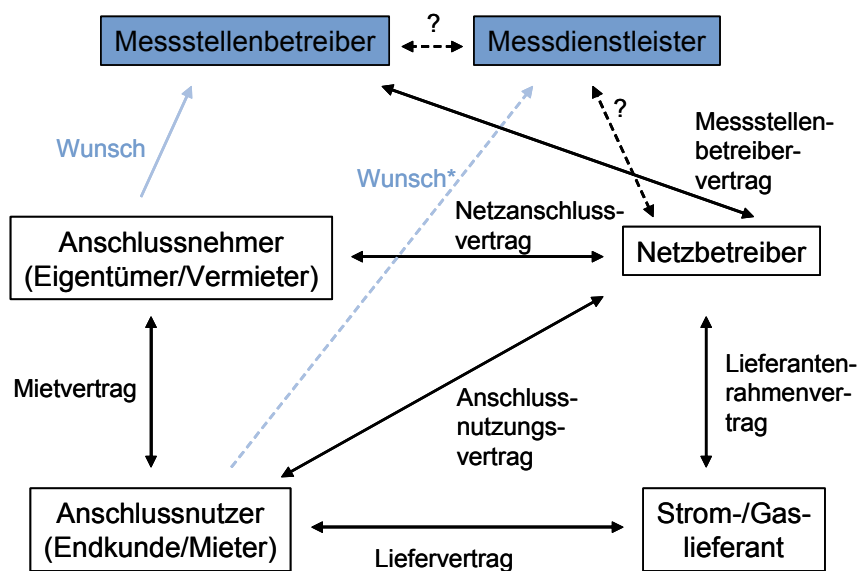 ?
Messstellenbetreiber
Messdienstleister
?
Messstellen-
betreiber-
vertrag
Wunsch
Wunsch*
Netzanschluss-
vertrag
Anschlussnehmer
(Eigentümer/Vermieter)
Netzbetreiber
Mietvertrag
Anschluss-
nutzungs-
vertrag
Lieferanten-
rahmenver-
trag
Anschlussnutzer
(Endkunde/Mieter)
Strom-/Gas-
lieferant
Liefervertrag